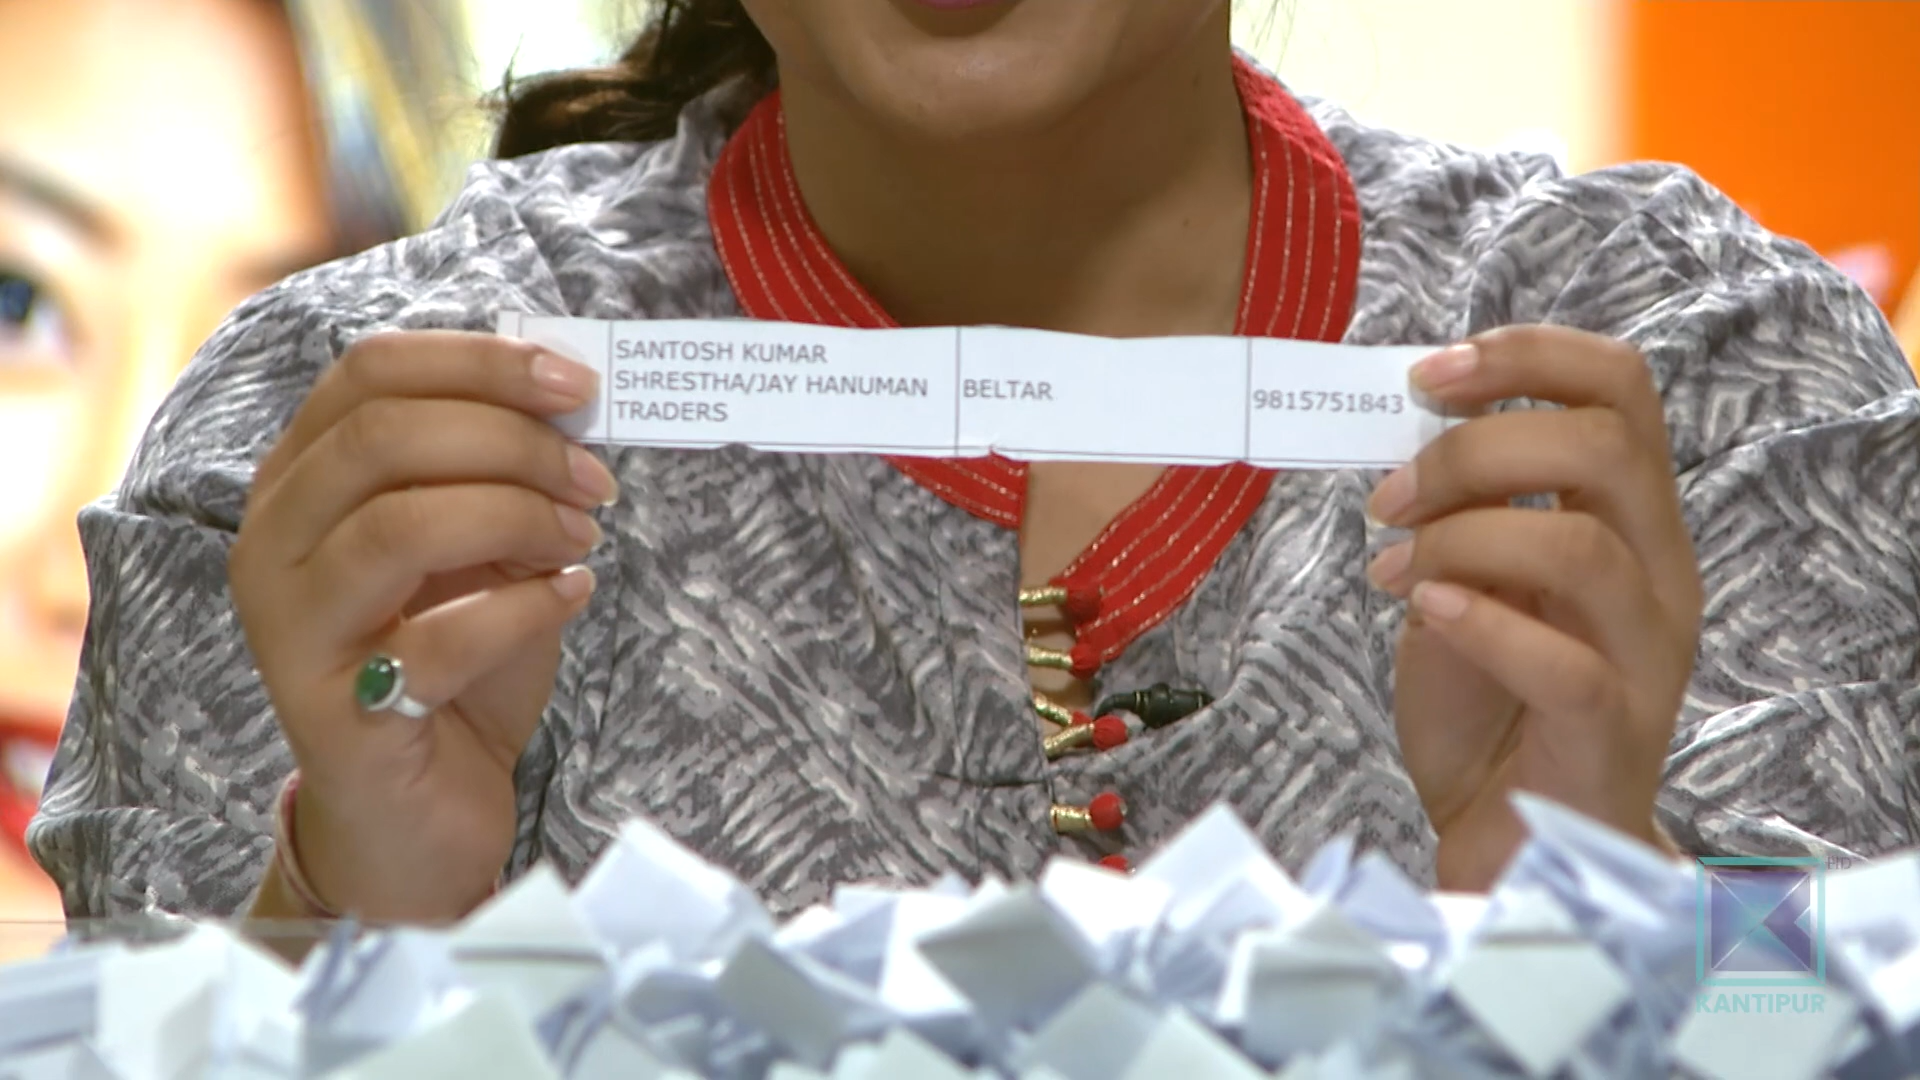 SANTOSH KUMAR
SHRESTHA/JAY HANUMAN
TRADERS
BELTAR
9815751843
HD
KANTIPUR